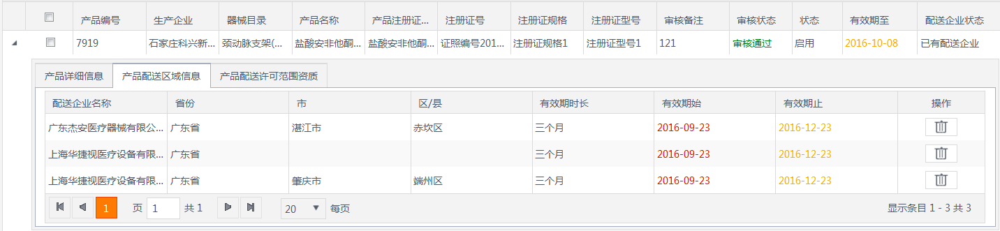 产品编号 生产企业 器械目录 产品名称 产品注册证... 注册证号 注册证规格 注册证型号 审核备注 审核状态 状态 有效期至 配送企业状态
7919 石家庄科兴新... 颈动脉支架(... 盐酸安非他酮... 盐酸安非他酮... 证照编号201... 注册证规格1 注册证型号1 121 审核通过 启用 2016-10-08 已有配送企业
产品详细信息 产品配送区域信息 产品配送许可范围资质
配送企业名称 省份 市 区/县 有效期时长 有效期始 有效期止 操作
广东杰安医疗器械有限公... 广东省 湛江市 赤坎区 三个月 2016-09-23 2016-12-23
上海华捷视医疗设备有限... 广东省 三个月 2016-09-23 2016-12-23
上海华捷视医疗设备有限... 广东省 肇庆市 端州区 三个月 2016-09-23 2016-12-23
1 页 1 共 1 20 每页 显示条目 1 - 3 共 3